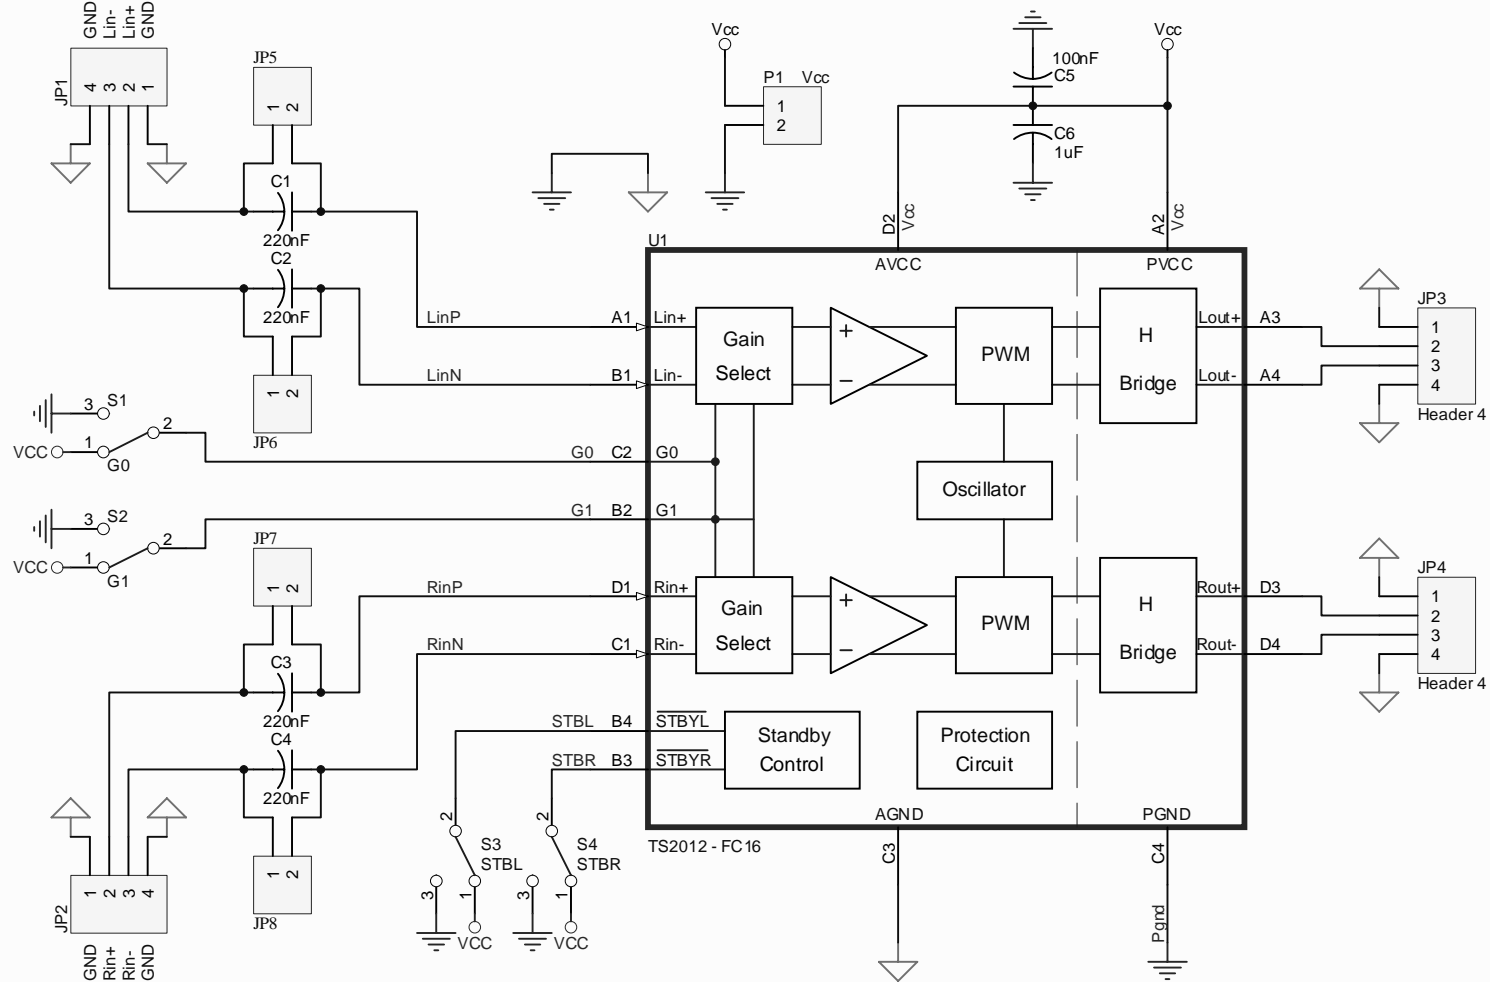 GND
Lin-
Lin+
GND
JP1
4
3
2
1
JP5
1
2
C1
220nF
C2
220nF
1
2
JP6
Vcc
P1
Vcc
1
2
100nF
C5
C6
1uF
Vcc
D2
Vcc
A2
Vcc
U1
AVCC
PVCC
LinP
A1
Lin+
LinN
B1
Lin-
Gain
Select
+
−
PWM
H
Bridge
Lout+
A3
Lout-
A4
JP3
1
2
3
4
Header 4
3
S1
2
VCC
1
G0
G0
C2
G0
Oscillator
3
S2
2
VCC
1
G1
G1
B2
G1
JP7
1
2
C3
220nF
C4
220nF
1
2
JP8
RinP
D1
Rin+
RinN
C1
Rin-
Gain
Select
+
−
PWM
H
Bridge
Rout+
D3
Rout-
D4
JP4
1
2
3
4
Header 4
STBL
B4
STBYL
STBR
B3
STBYR
Standby
Control
Protection
Circuit
AGND
PGND
TS2012 - FC16
C3
C4
Pgnd
2
S3
STBL
3
1
VCC
2
S4
STBR
3
1
VCC
JP2
1
2
3
4
GND
Rin+
Rin-
GND